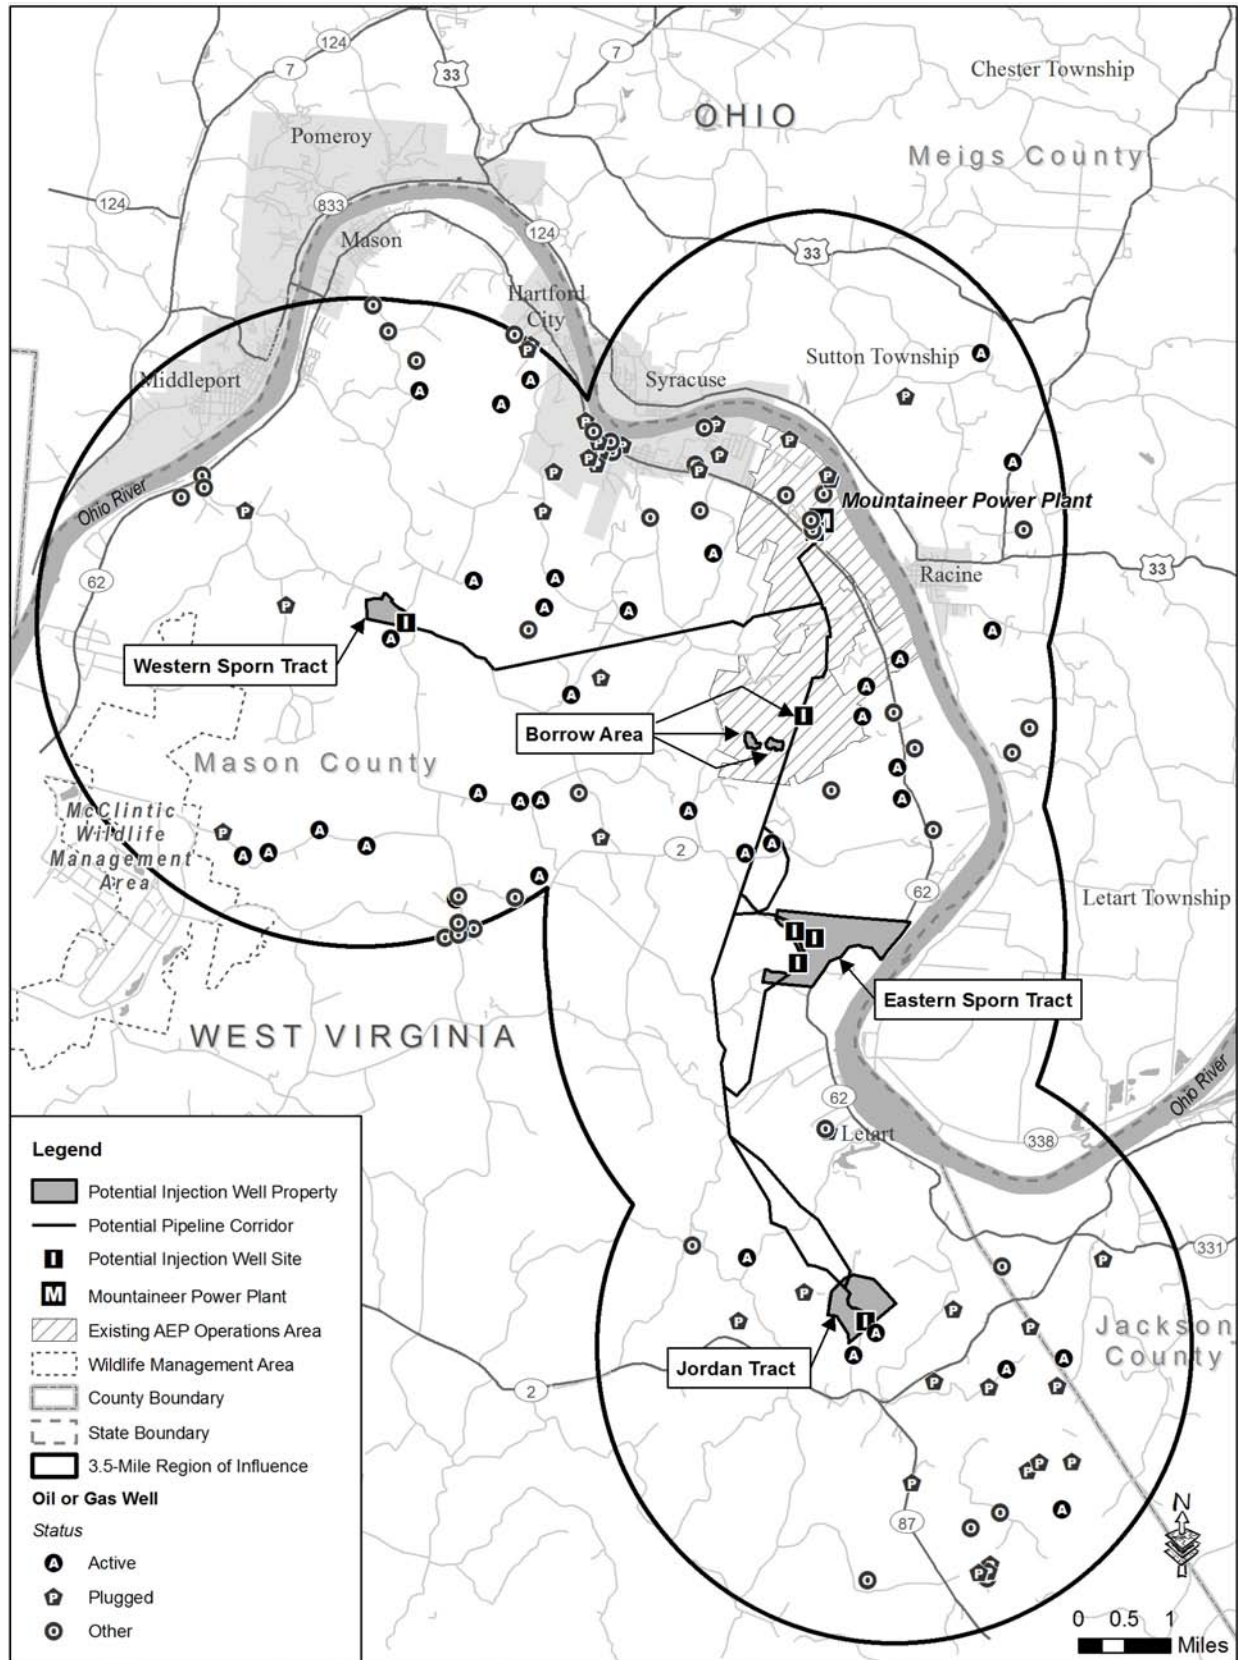 124
7
33
7
Chester Township
OHIO
Pomeroy
Meigs County
124
833
Mason
124
33
Hartford
City
Sutton Township
Syracuse
Middleport
Ohio River
Mountaineer Power Plant
62
Racine
33
Western Sporn Tract
Borrow Area
Mason County
McClintic
Wildlife
Management
Area
2
62
Letart Township
Eastern Sporn Tract
WEST VIRGINIA
62
Ohio River
Letart
338
331
Jackson
County
Jordan Tract
2
87
Legend
Potential Injection Well Property
Potential Pipeline Corridor
I Potential Injection Well Site
M Mountaineer Power Plant
Existing AEP Operations Area
Wildlife Management Area
County Boundary
State Boundary
3.5-Mile Region of Influence
Oil or Gas Well
Status
A Active
P Plugged
O Other
N
0 0.5 1
Miles